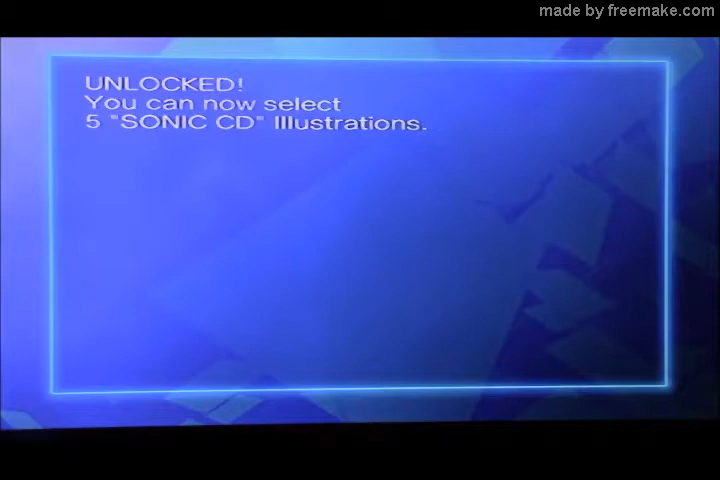 made by freemake.com
UNLOCKED!
You can now select
5 "SONIC CD" Illustrations.